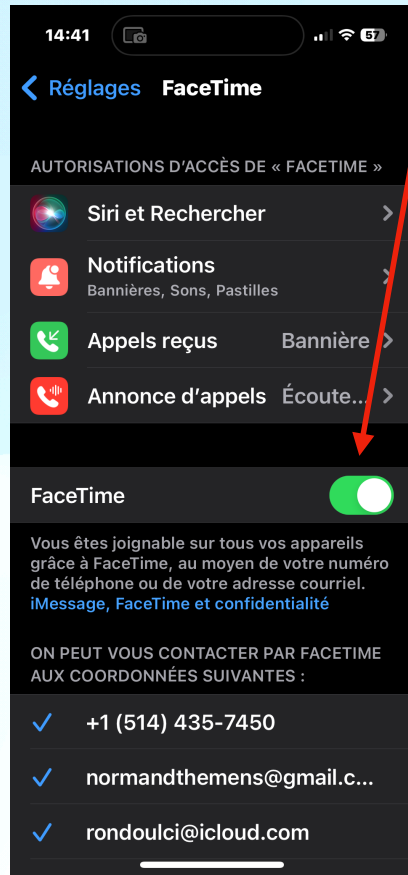 14:41
57
Réglages FaceTime
AUTORISATIONS D’ACCÈS DE « FACETIME »
Siri et Rechercher
Notifications
Bannières, Sons, Pastilles
Appels reçus Bannière
Annonce d’appels Écoute...
FaceTime
Vous êtes joignable sur tous vos appareils
grâce à FaceTime, au moyen de votre numéro
de téléphone ou de votre adresse courriel.
iMessage, FaceTime et confidentialité
ON PEUT VOUS CONTACTER PAR FACETIME
AUX COORDONNÉES SUIVANTES :
+1 (514) 435-7450
normandthemens@gmail.c...
rondoulci@icloud.com